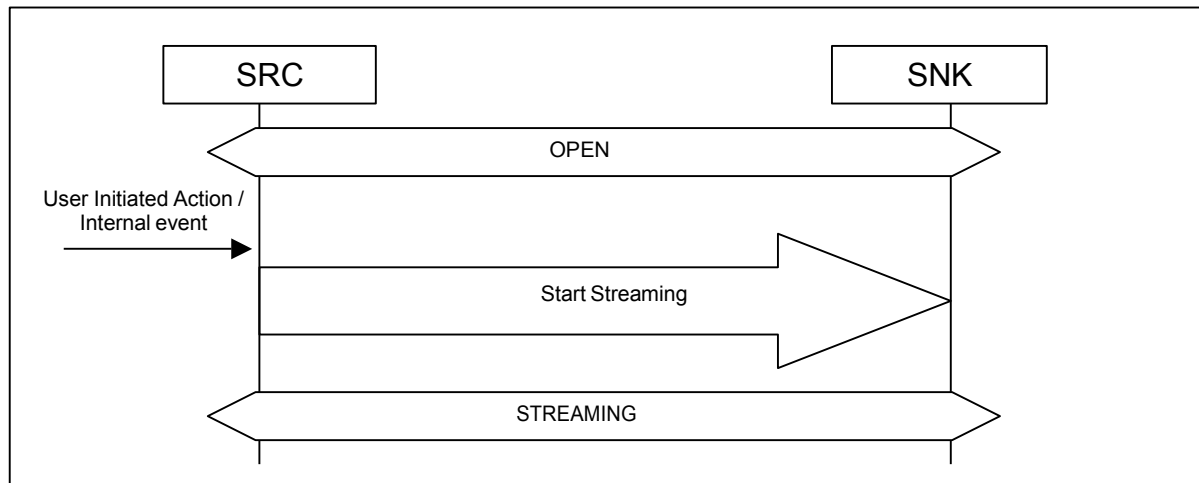 SRC
SNK
OPEN
User Initiated Action /
Internal event
Start Streaming
STREAMING